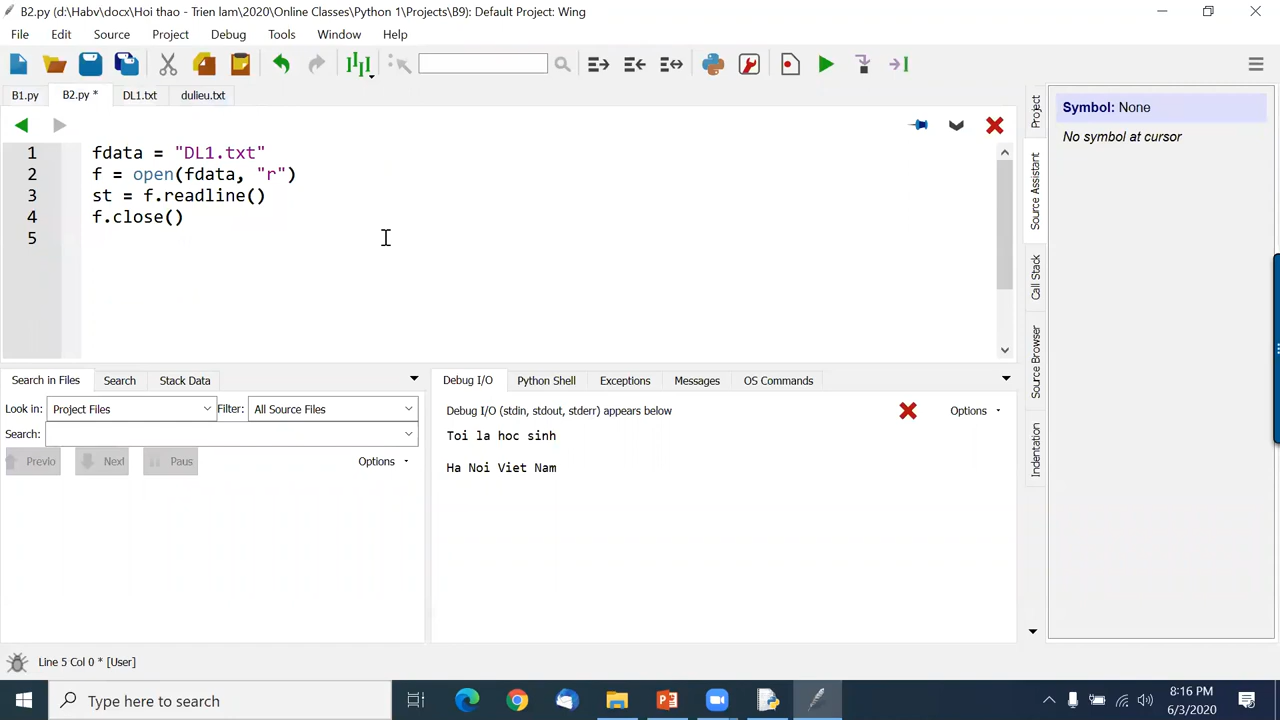 B2.py (d:\Habv\docx\Hoi thao - Trien lam\2020\Online Classes\Python 1\Projects\B9): Default Project: Wing
File Edit Source Project Debug Tools Window Help
B1.py B2.py * DL1.txt dulieu.txt
1 fdata = "DL1.txt"
2 f = open(fdata, "r")
3 st = f.readline()
4 f.close()
5
Search in Files Search Stack Data
Look in: Project Files Filter: All Source Files
Search:
Previo Next Paus Options
Debug I/O Python Shell Exceptions Messages OS Commands
Debug I/O (stdin, stdout, stderr) appears below Options
Toi la hoc sinh
Ha Noi Viet Nam
Project
Source Assistant
Call Stack
Source Browser
Indentation
Symbol: None
No symbol at cursor
Line 5 Col 0 * [User]
Type here to search
8:16 PM
6/3/2020